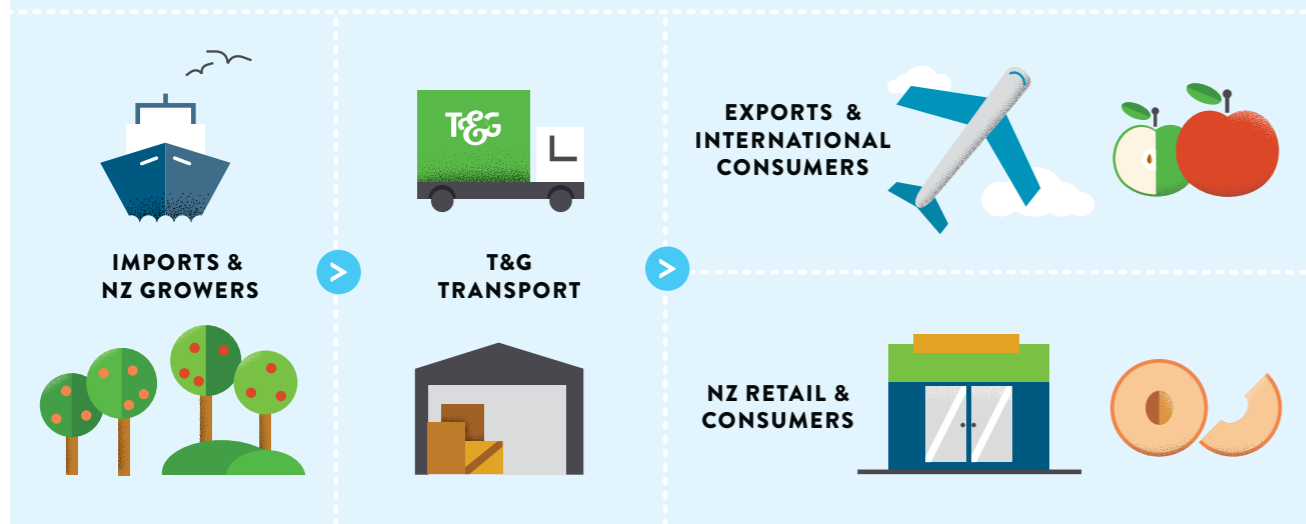 IMPORTS &
NZ GROWERS
>
T&G
T&G
TRANSPORT
>
EXPORTS &
INTERNATIONAL
CONSUMERS
NZ RETAIL &
CONSUMERS